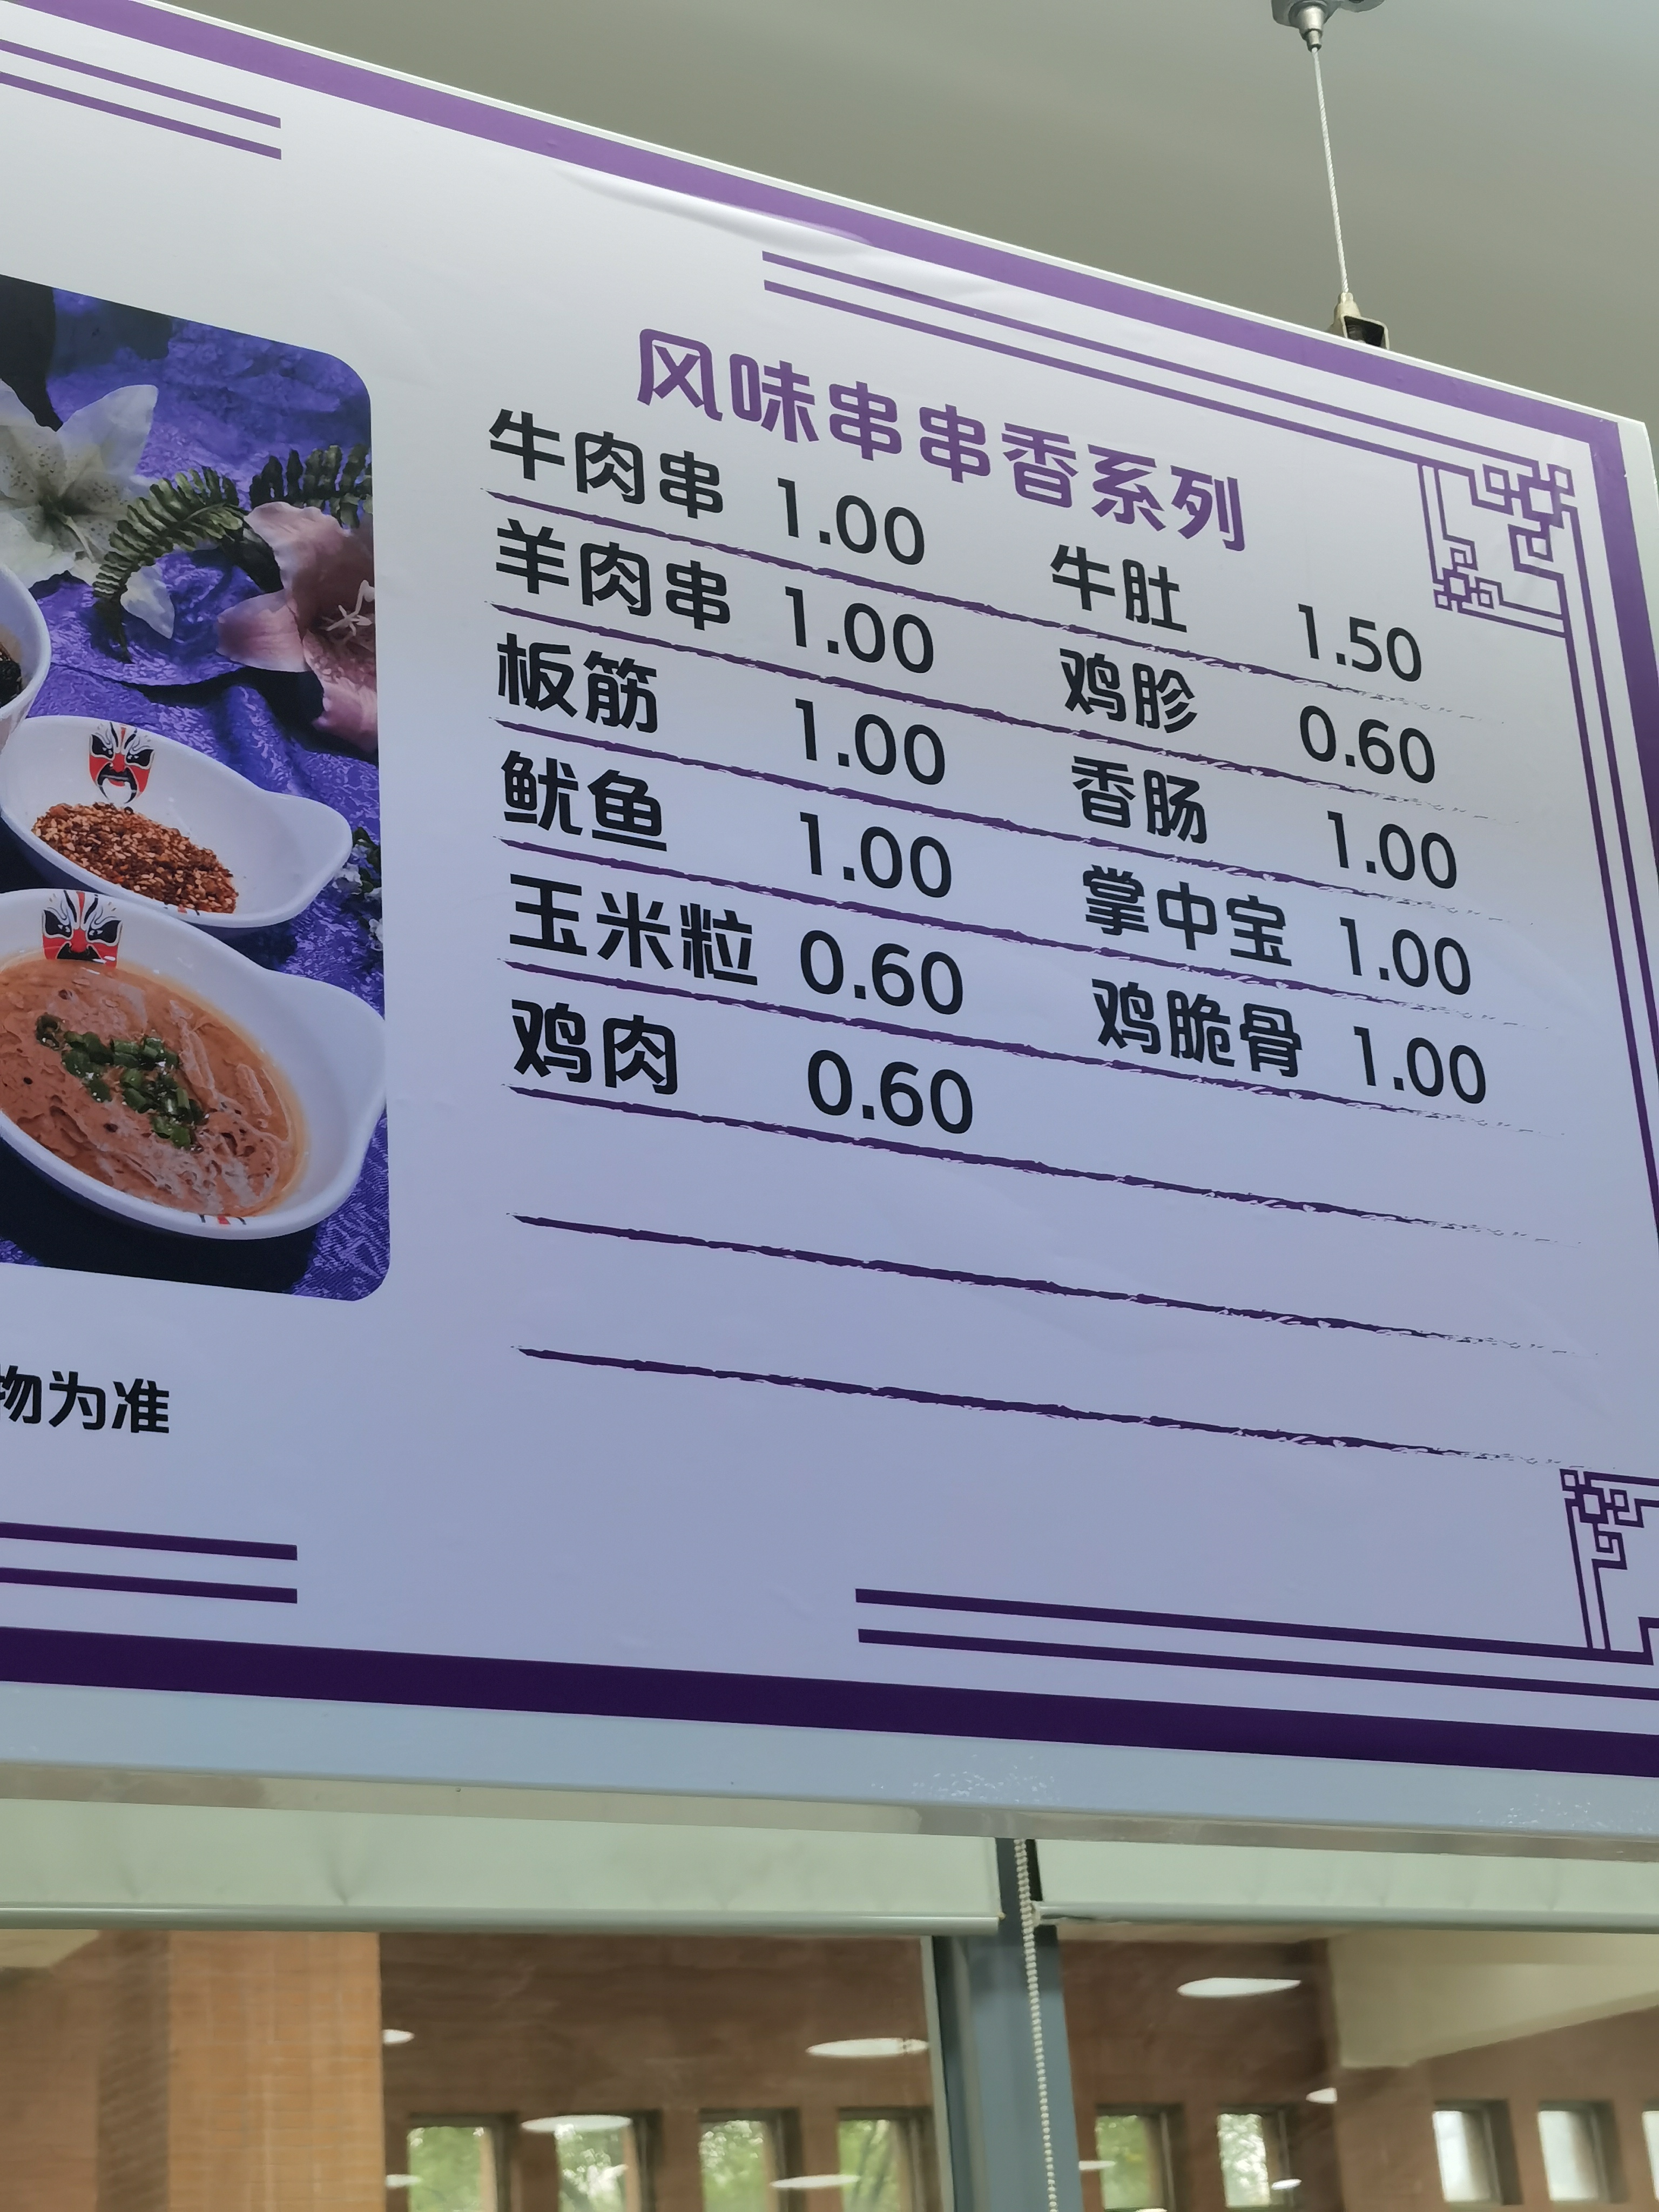 风味串串香系列
牛肉串 1.00 牛肚 1.50
羊肉串 1.00 鸡胗 0.60
板筋 1.00 香肠 1.00
鱿鱼 1.00 掌中宝 1.00
玉米粒 0.60 鸡脆骨 1.00
鸡肉 0.60
物为准